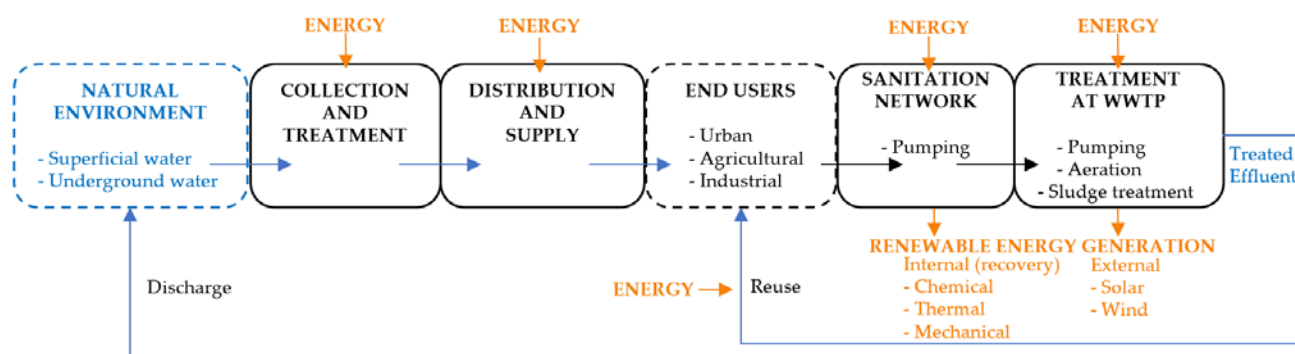 ENERGY
ENERGY
ENERGY
ENERGY
NATURAL
ENVIRONMENT
- Superficial water
- Underground water
COLLECTION
AND
TREATMENT
DISTRIBUTION
AND
SUPPLY
END USERS
- Urban
- Agricultural
- Industrial
SANITATION
NETWORK
- Pumping
TREATMENT
AT WWTP
- Pumping
- Aeration
- Sludge treatment
Treated
Effluent
Discharge
ENERGY
Reuse
RENEWABLE ENERGY GENERATION
Internal (recovery)
- Chemical
- Thermal
- Mechanical
External
- Solar
- Wind